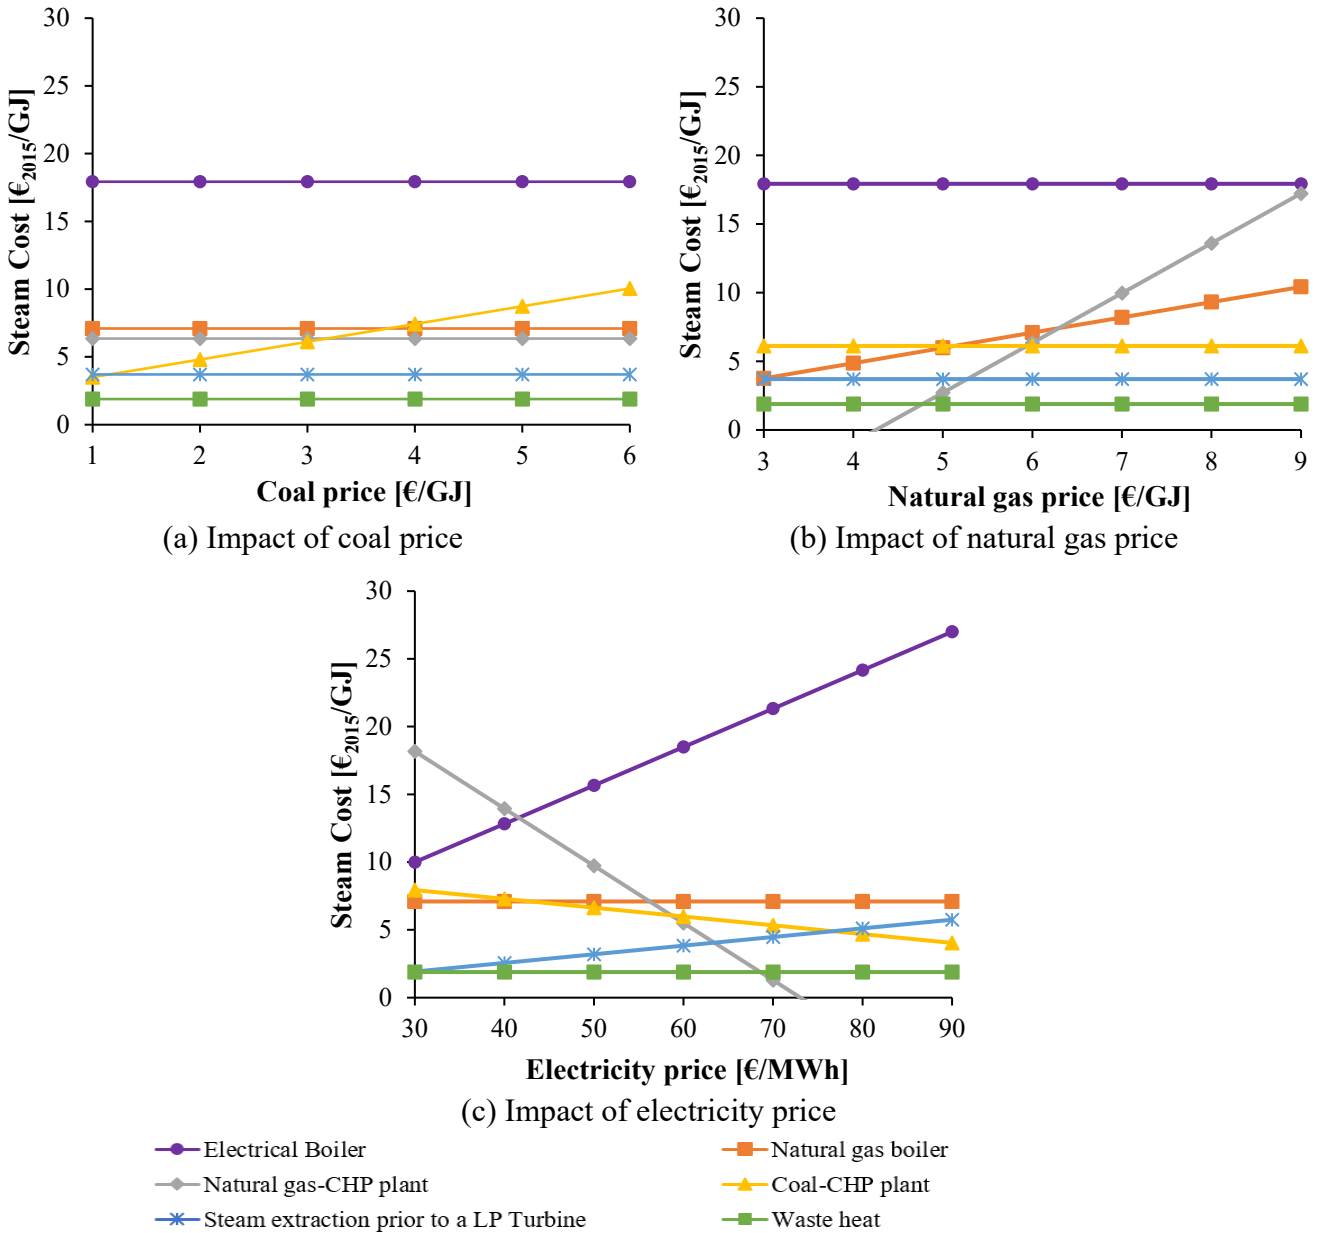 30
25
20
15
10
5
0
Steam Cost [€2015/GJ]
1 2 3 4 5 6
Coal price [€/GJ]
(a) Impact of coal price
30
25
20
15
10
5
0
Steam Cost [€2015/GJ]
3 4 5 6 7 8 9
Natural gas price [€/GJ]
(b) Impact of natural gas price
30
25
20
15
10
5
0
Steam Cost [€2015/GJ]
30 40 50 60 70 80 90
Electricity price [€/MWh]
(c) Impact of electricity price
Electrical Boiler
Natural gas boiler
Natural gas-CHP plant
Coal-CHP plant
Steam extraction prior to a LP Turbine
Waste heat